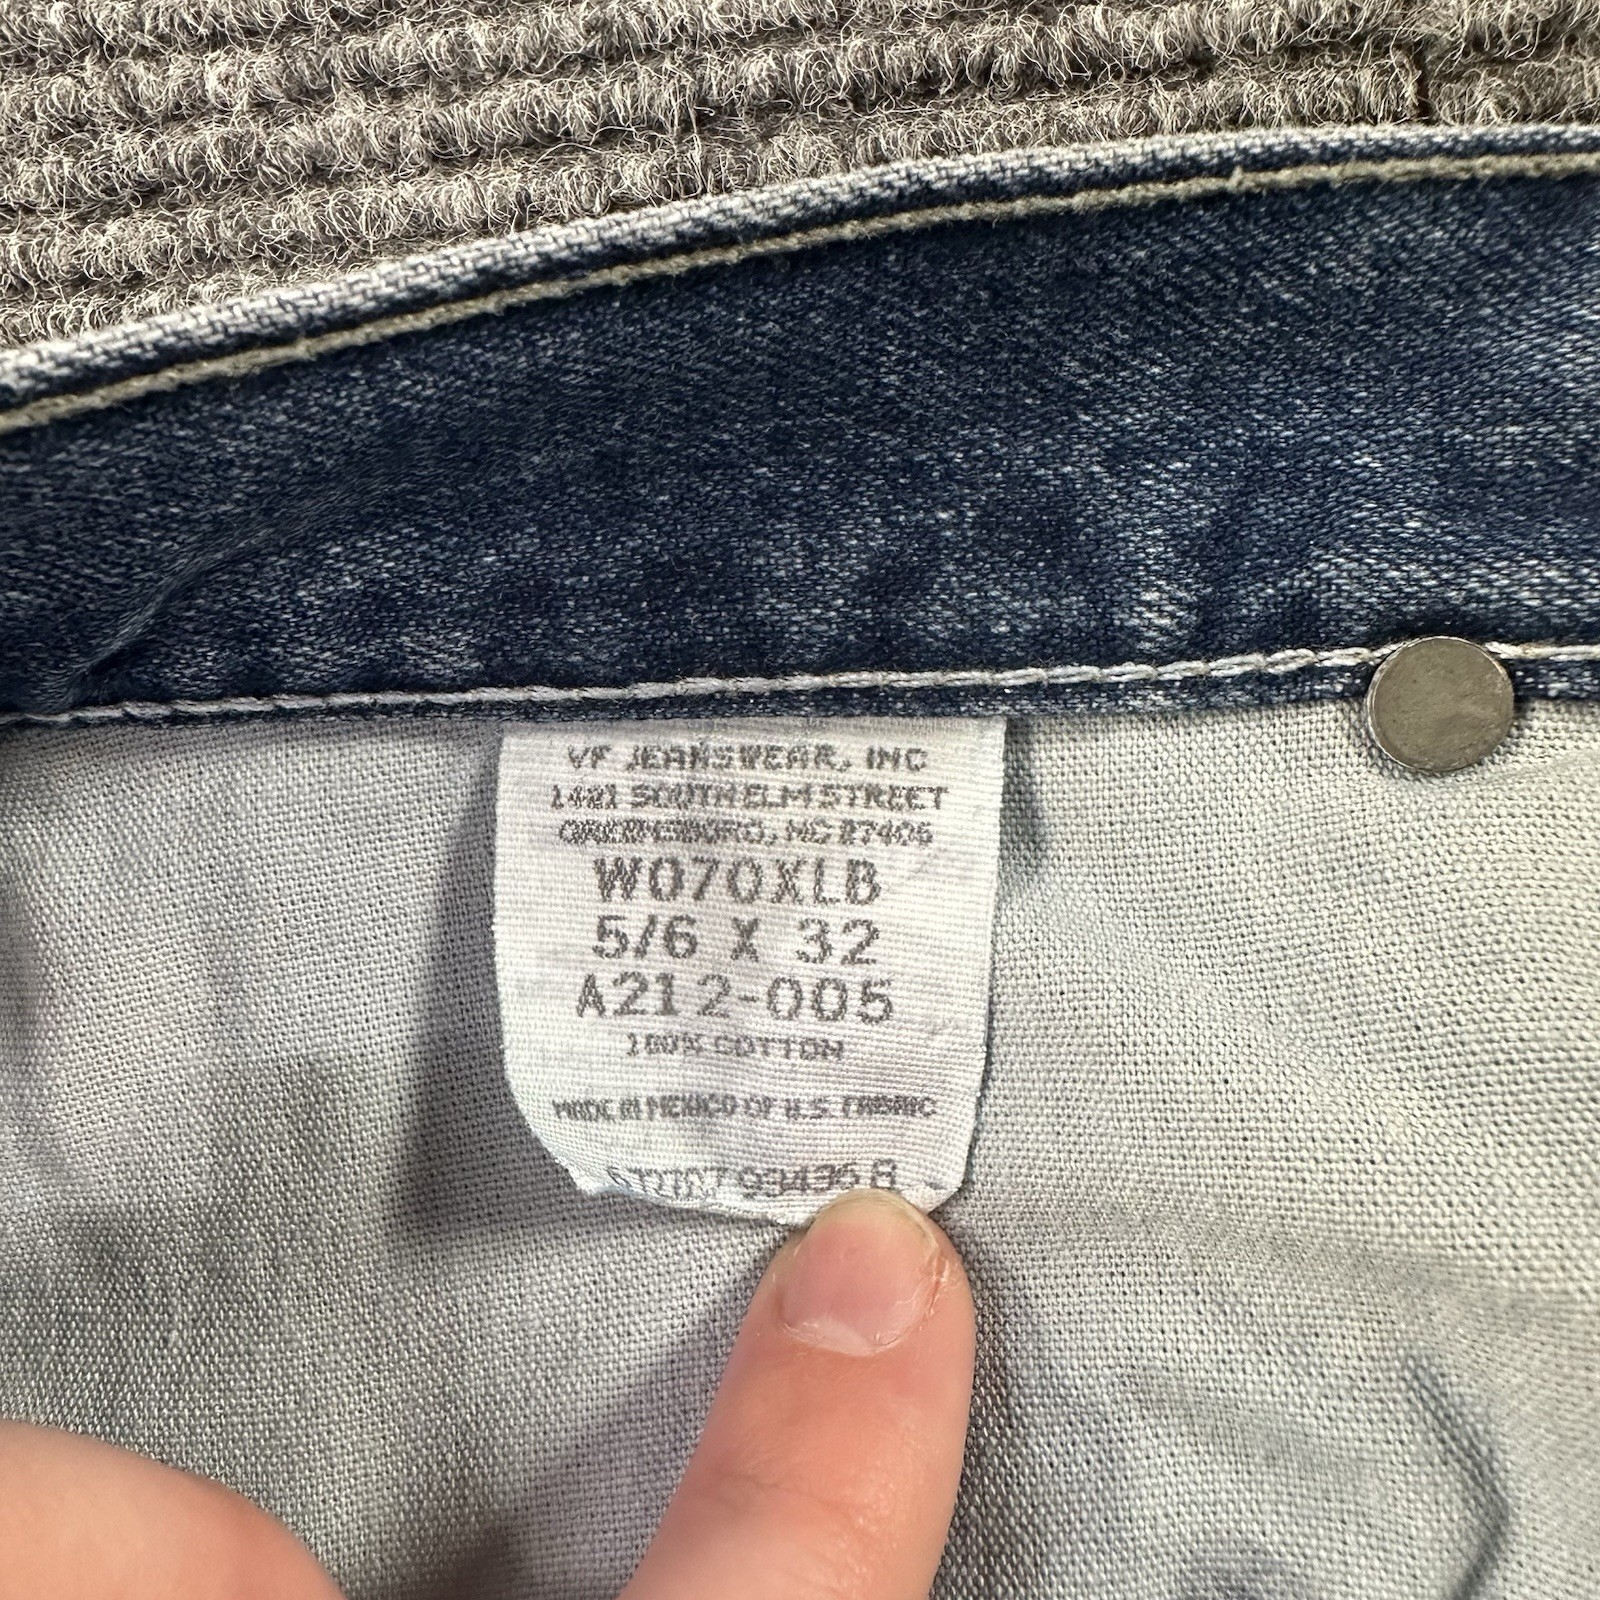 VF JEANSWEAR, INC
1401 SOUTH ELM STREET
GREENSBORO, NC 27406
W070XLB
5/6 X 32
A212-005
100% COTTON
MADE IN MEXICO OF U.S. FABRIC